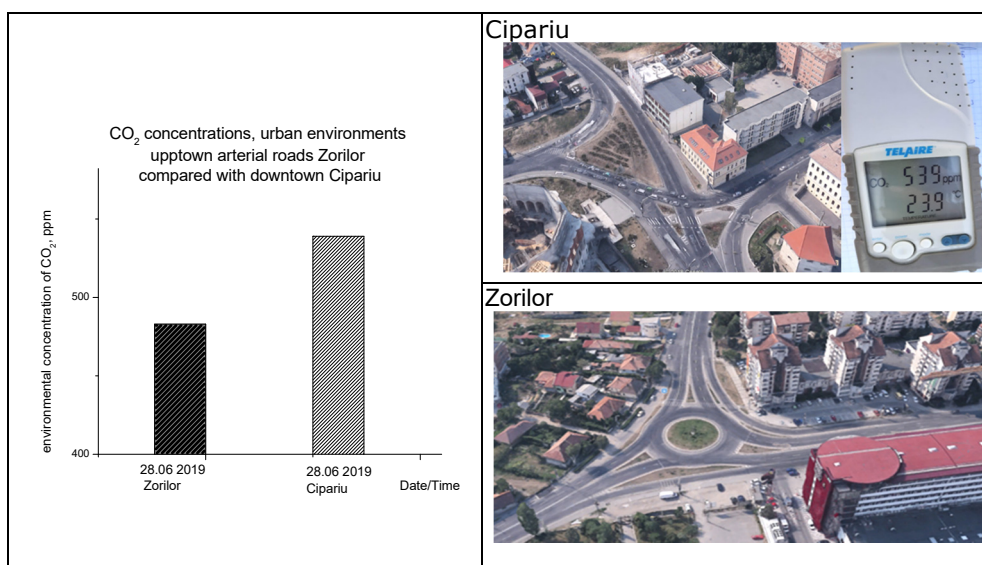 CO2 concentrations, urban environments
upptown arterial roads Zorilor
compared with downtown Cipariu
environmental concentration of CO2, ppm
500
400
28.06 2019
Zorilor
28.06 2019
Cipariu
Date/Time
Cipariu
TELAIRE
CO2 539 ppm
23.9
Zorilor